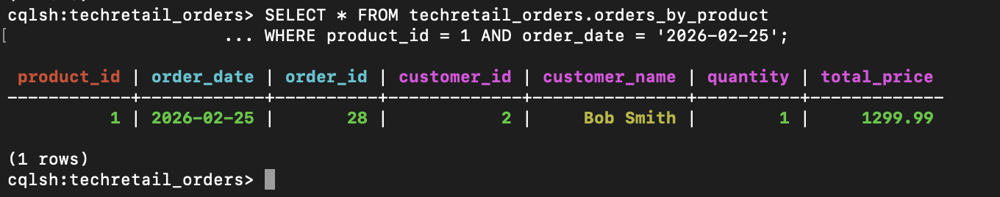 cqlsh:techretail_orders> SELECT * FROM techretail_orders.orders_by_product
... WHERE product_id = 1 AND order_date = '2026-02-25';
product_id | order_date | order_id | customer_id | customer_name | quantity | total_price
------------+------------+----------+-------------+---------------+----------+-------------
1 | 2026-02-25 | 28 | 2 | Bob Smith | 1 | 1299.99
(1 rows)
cqlsh:techretail_orders>